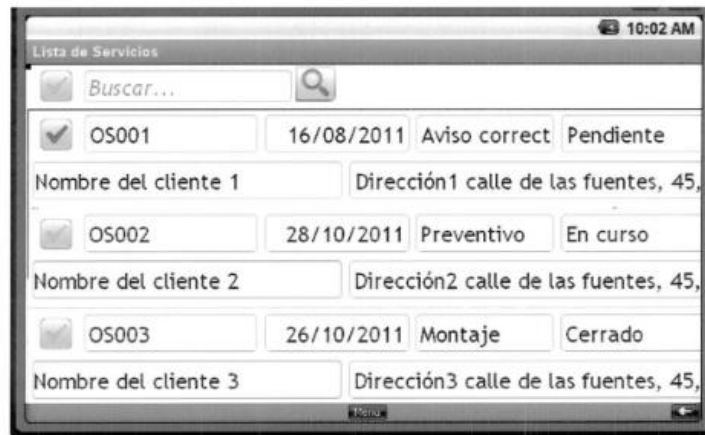 10:02 AM
Lista de Servicios
Buscar...
OS001 16/08/2011 Aviso correct Pendiente
Nombre del cliente 1 Dirección1 calle de las fuentes, 45,
OS002 28/10/2011 Preventivo En curso
Nombre del cliente 2 Dirección2 calle de las fuentes, 45,
OS003 26/10/2011 Montaje Cerrado
Nombre del cliente 3 Dirección3 calle de las fuentes, 45,
Menu